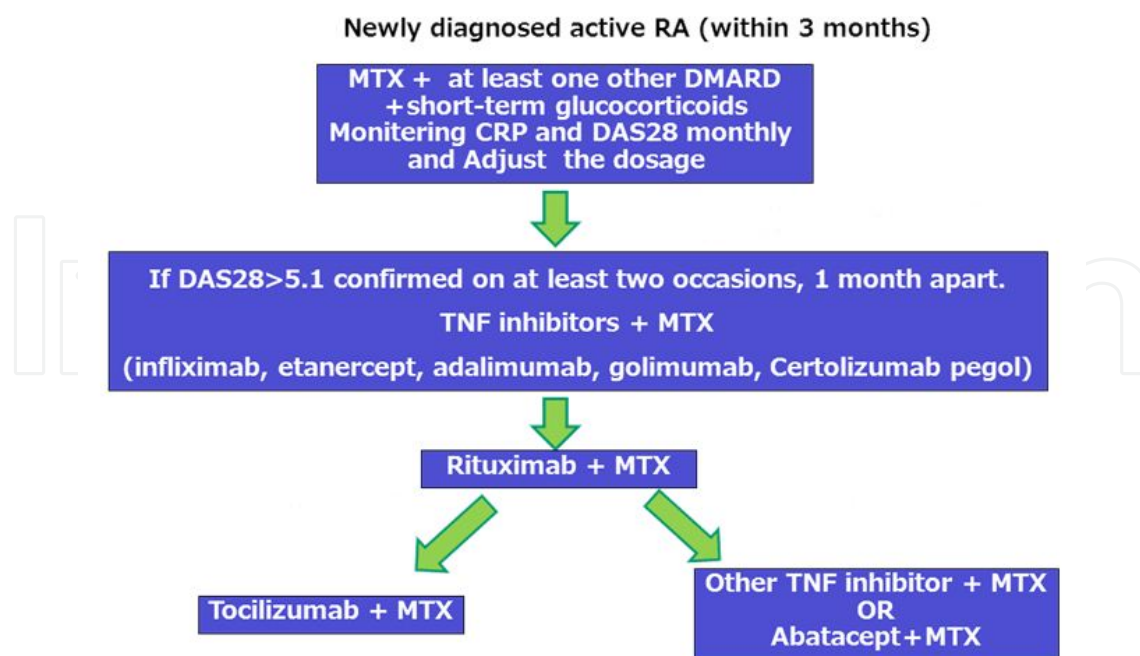 Newly diagnosed active RA (within 3 months)
MTX + at least one other DMARD
+short-term glucocorticoids
Monitering CRP and DAS28 monthly
and Adjust the dosage
If DAS28>5.1 confirmed on at least two occasions, 1 month apart.
TNF inhibitors + MTX
(infliximab, etanercept, adalimumab, golimumab, Certolizumab pegol)
Rituximab + MTX
Tocilizumab + MTX
Other TNF inhibitor + MTX
OR
Abatacept+MTX